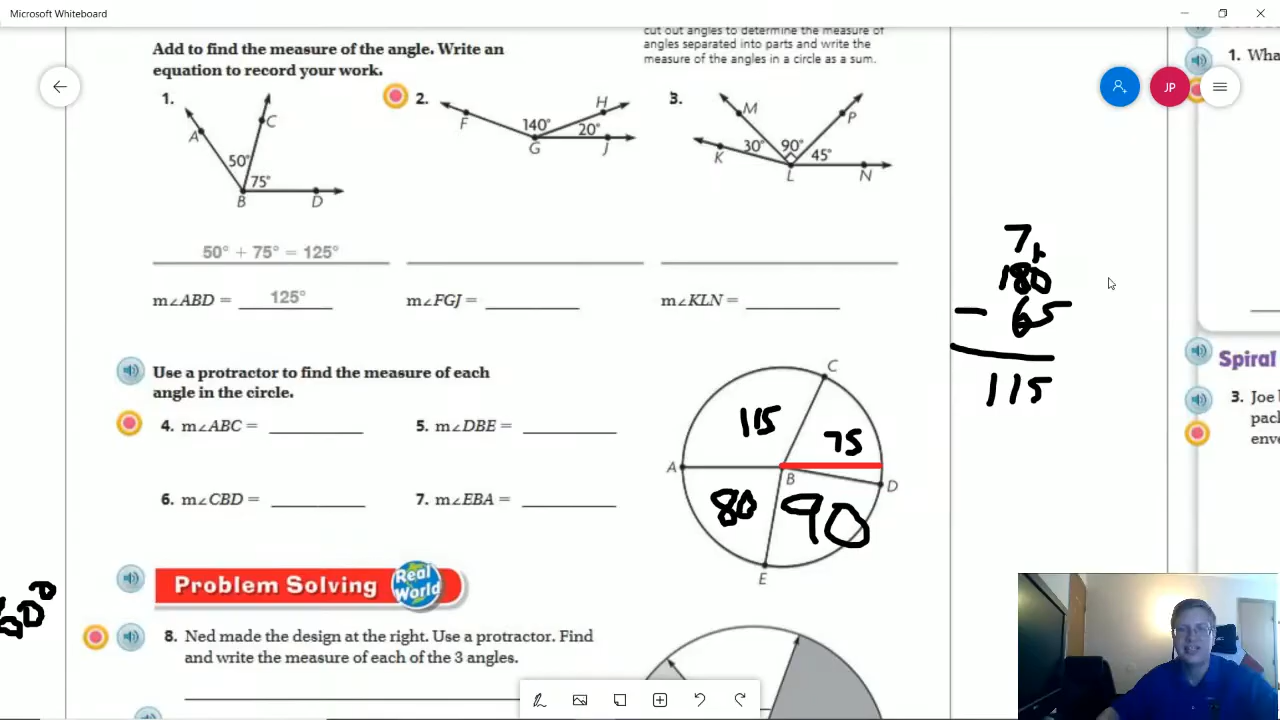 Microsoft Whiteboard
Add to find the measure of the angle. Write an
equation to record your work.
cut out angles to determine the measure of
angles separated into parts and write the
measure of the angles in a circle as a sum.
JP
1. A C 50° 75° B D
2. F H 140° 20° G J
3. M P K 30° 90° 45° L N
50° + 75° = 125°
m∠ABD = 125°
m∠FGJ =
m∠KLN =
7 1
180
- 65
115
Use a protractor to find the measure of each
angle in the circle.
4. m∠ABC =
5. m∠DBE =
6. m∠CBD =
7. m∠EBA =
C
115
75
A
B
D
80
90
E
Problem Solving
Real
World
8. Ned made the design at the right. Use a protractor. Find
and write the measure of each of the 3 angles.
1. Wha
Spiral
3. Joe
pac
enve